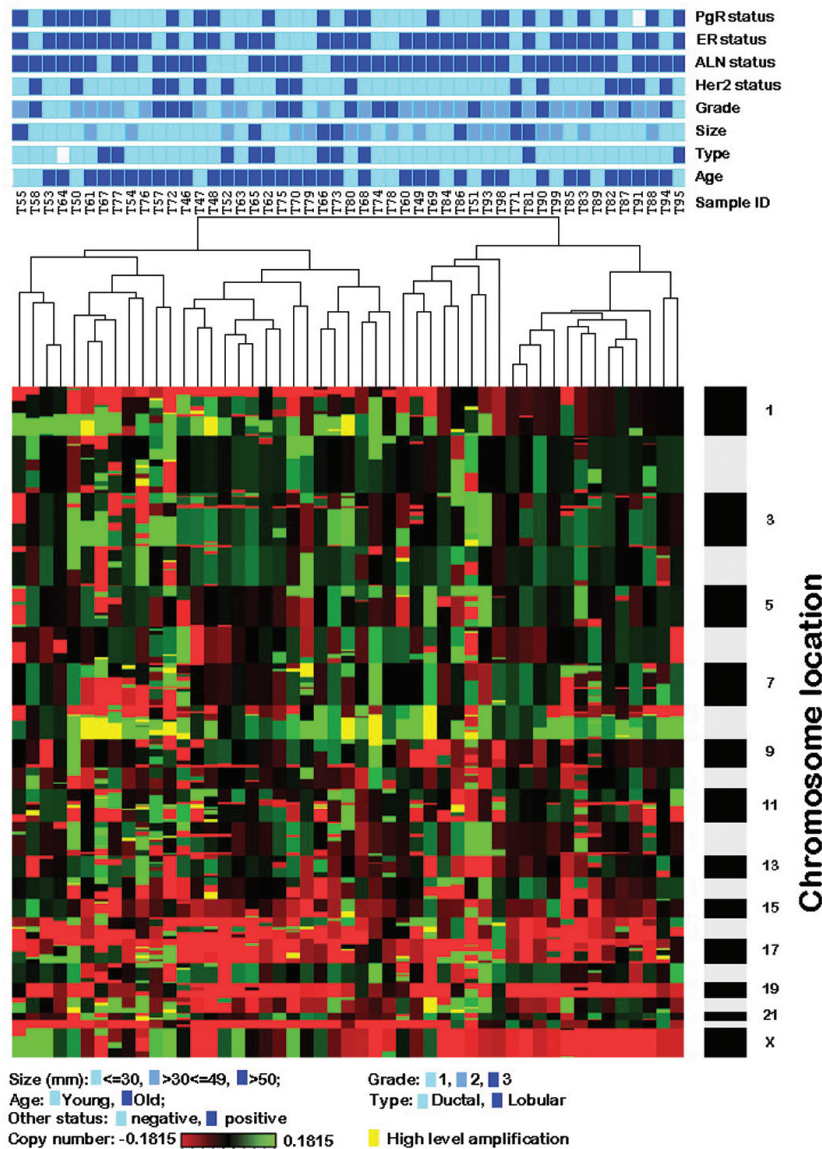 PgR status
ER status
ALN status
Her2 status
Grade
Size
Type
Age
T55 T58 T53 T64 T50 T61 T67 T77 T54 T76 T57 T72 T46 T47 T48 T52 T63 T65 T62 T75 T70 T79 T66 T73 T80 T68 T74 T78 T60 T49 T69 T84 T86 T51 T93 T98 T71 T81 T90 T99 T85 T83 T89 T82 T87 T91 T88 T94 T95 Sample ID
1
3
5
7
9
11
13
15
17
19
21
X
Chromosome location
Size (mm): <=30, >30<=49, >50; Grade: 1, 2, 3
Age: Young, Old; Type: Ductal, Lobular
Other status: negative, positive
Copy number: -0.1815 0.1815 High level amplification